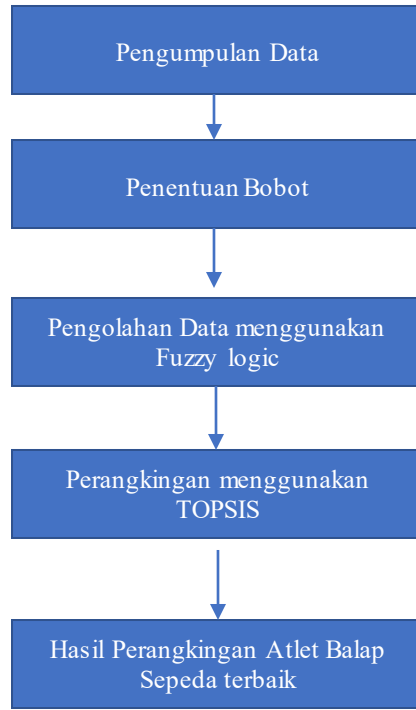 Pengumpulan Data
Penentuan Bobot
Pengolahan Data menggunakan
Fuzzy logic
Perangkingan menggunakan
TOPSIS
Hasil Perangkingan Atlet Balap
Sepeda terbaik